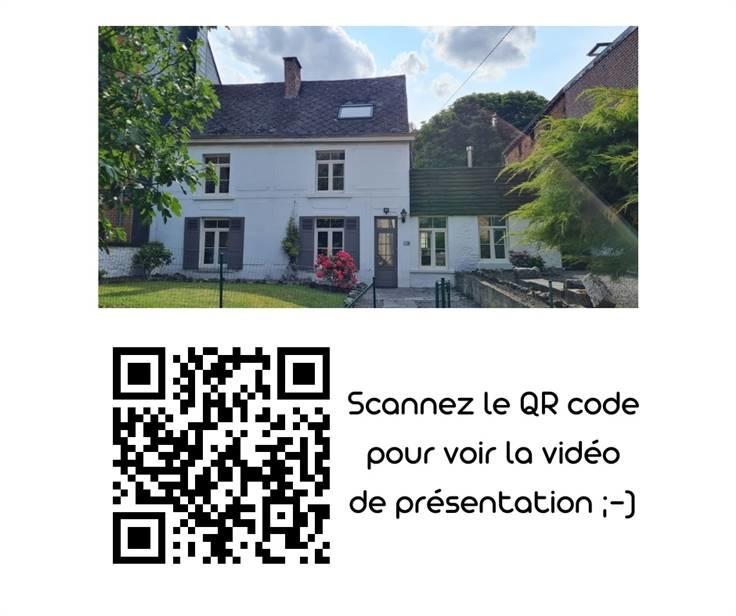 Scannez le QR code
pour voir la vidéo
de présentation ;-)